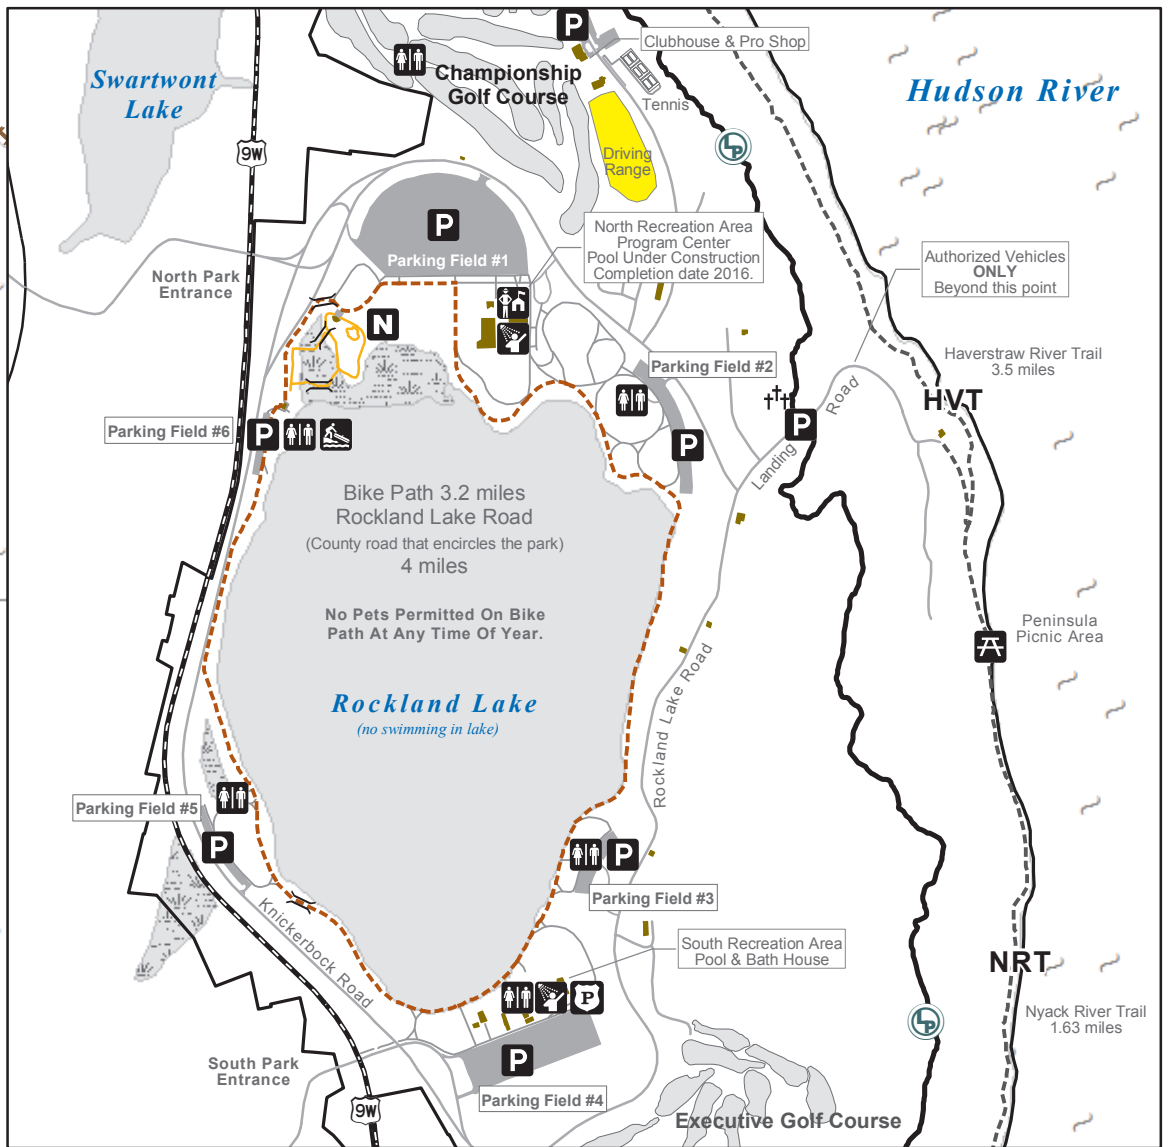 P
Clubhouse & Pro Shop
Swartwont
Lake
Championship
Golf Course
Hudson River
Tennis
9W
LP
Driving
Range
P
Parking Field #1
North Recreation Area
Program Center
Pool Under Construction
Completion date 2016.
Authorized Vehicles
ONLY
Beyond this point
North Park
Entrance
N
Parking Field #2
Haverstraw River Trail
3.5 miles
HVT
Parking Field #6
P
P
P
Landing
Road
Bike Path 3.2 miles
Rockland Lake Road
(County road that encircles the park)
4 miles
No Pets Permitted On Bike
Path At Any Time Of Year.
Peninsula
Picnic Area
Rockland Lake
(no swimming in lake)
Rockland Lake Road
Parking Field #5
P
P
Parking Field #3
Knickerbock Road
South Recreation Area
Pool & Bath House
NRT
P
Nyack River Trail
1.63 miles
LP
South Park
Entrance
P
Parking Field #4
9W
Executive Golf Course